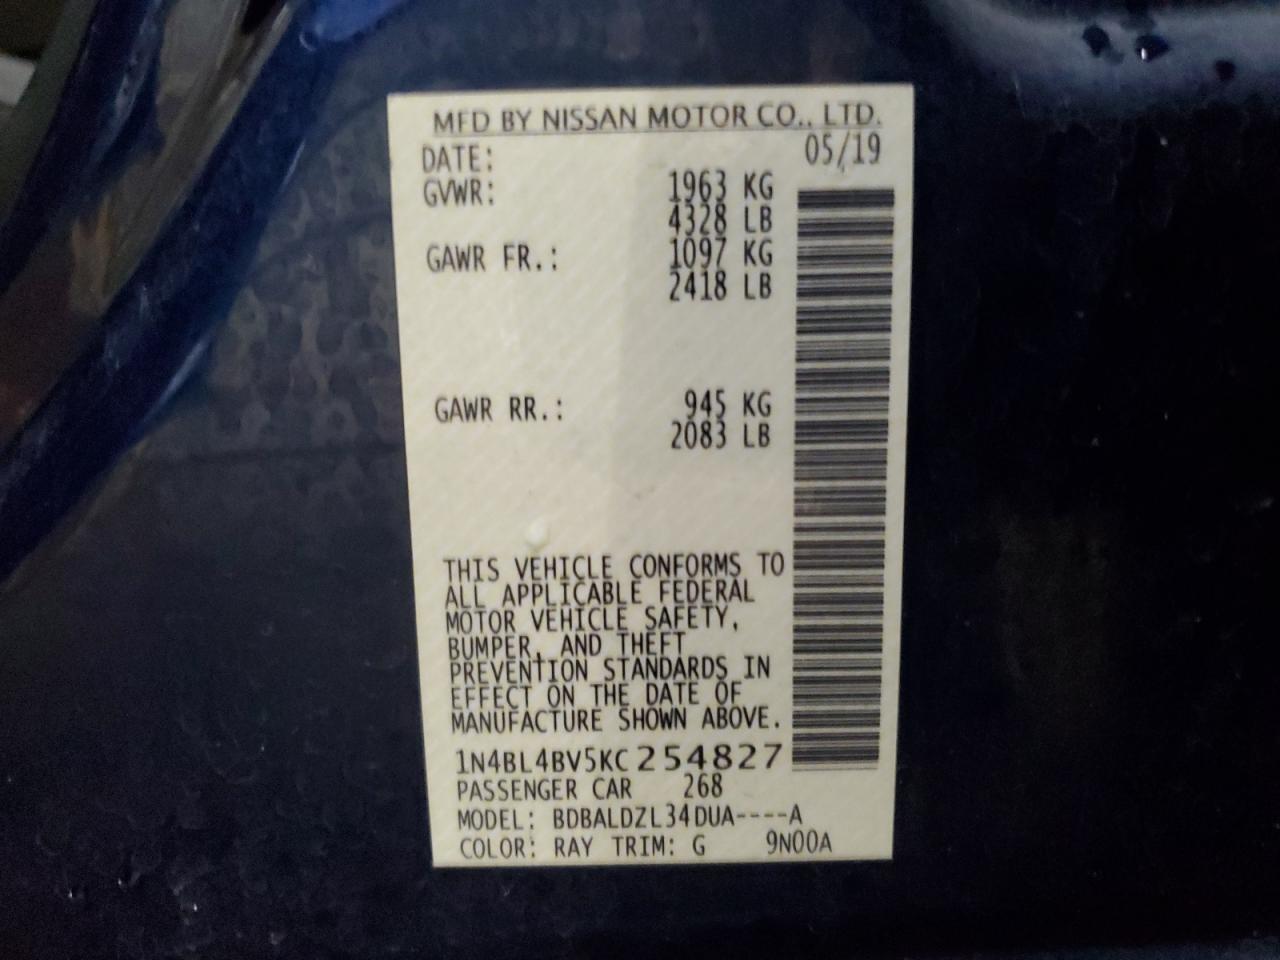 MFD BY NISSAN MOTOR CO., LTD.
DATE: 05/19
GVWR: 1963 KG
4328 LB
GAWR FR.: 1097 KG
2418 LB
GAWR RR.: 945 KG
2083 LB
THIS VEHICLE CONFORMS TO
ALL APPLICABLE FEDERAL
MOTOR VEHICLE SAFETY,
BUMPER, AND THEFT
PREVENTION STANDARDS IN
EFFECT ON THE DATE OF
MANUFACTURE SHOWN ABOVE.
1N4BL4BV5KC254827
PASSENGER CAR 268
MODEL: BDBALDZL34DUA----A
COLOR: RAY TRIM: G 9N00A